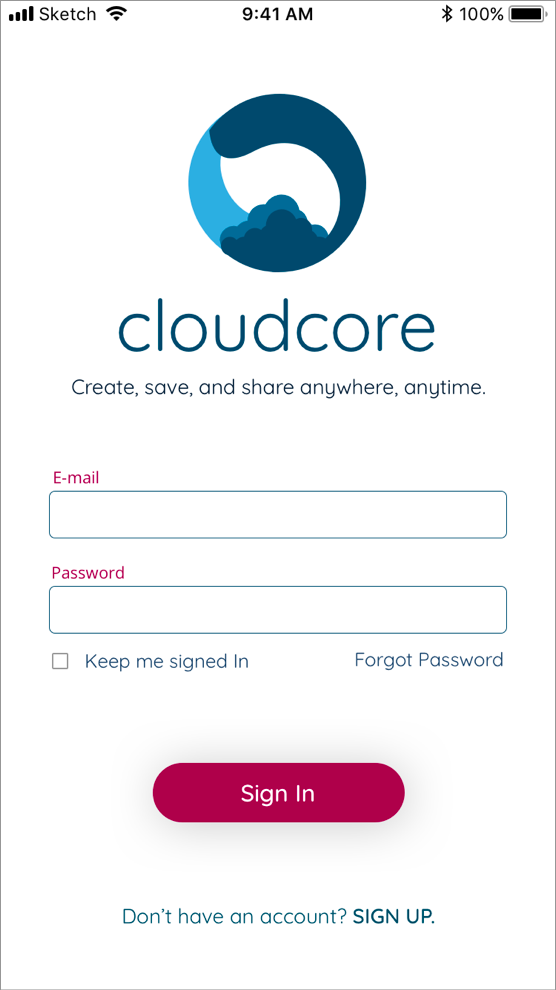 Sketch 9:41 AM 100%
cloudcore
Create, save, and share anywhere, anytime.
E-mail
Password
Keep me signed In Forgot Password
Sign In
Don’t have an account? SIGN UP.